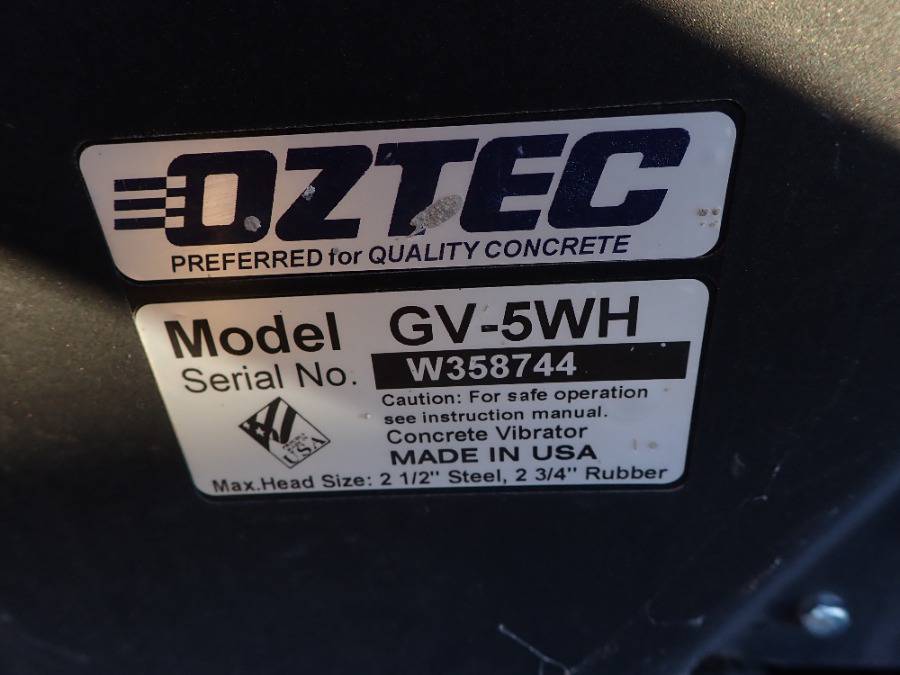 OZTEC
PREFERRED for QUALITY CONCRETE
Model GV-5WH
Serial No. W358744
Caution: For safe operation
see instruction manual.
Concrete Vibrator
MADE IN USA
USA
Max.Head Size: 2 1/2" Steel, 2 3/4" Rubber